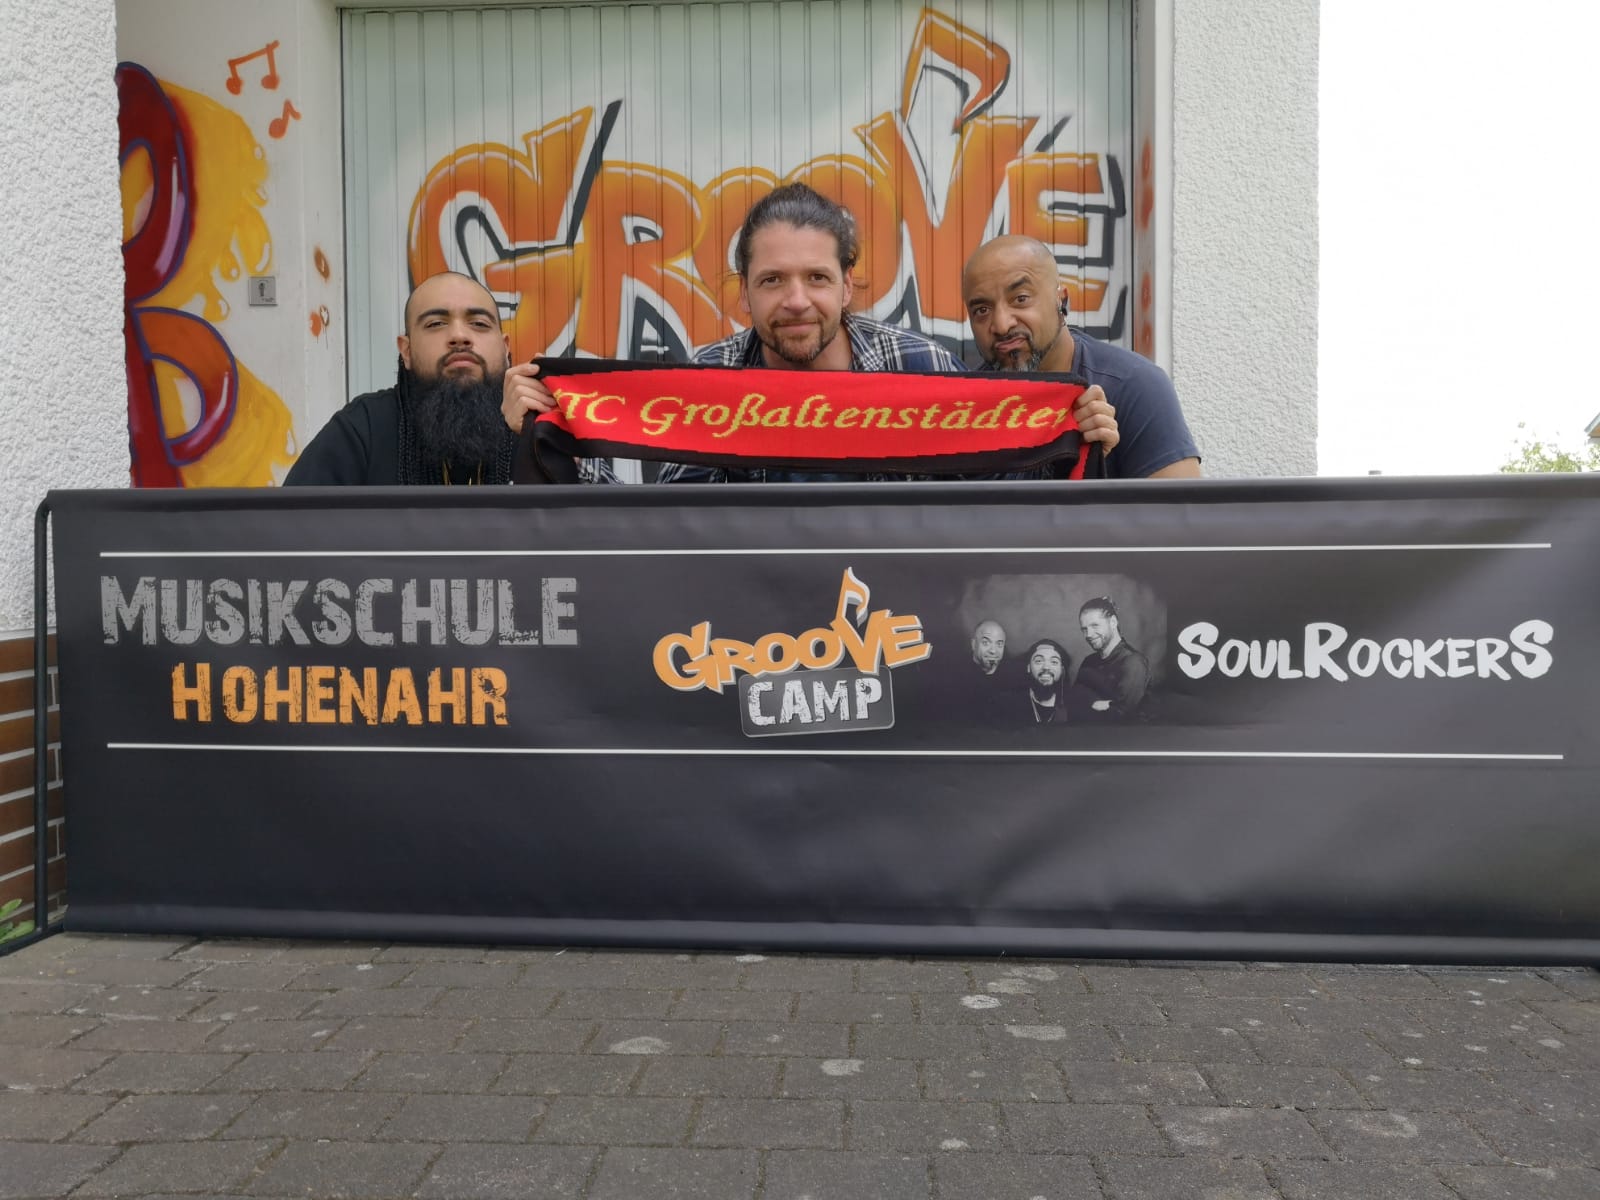 GROOVE
TC Großaltenstädter
MUSIKSCHULE
HOHENAHR
GROOVE
CAMP
SOULROCKERS